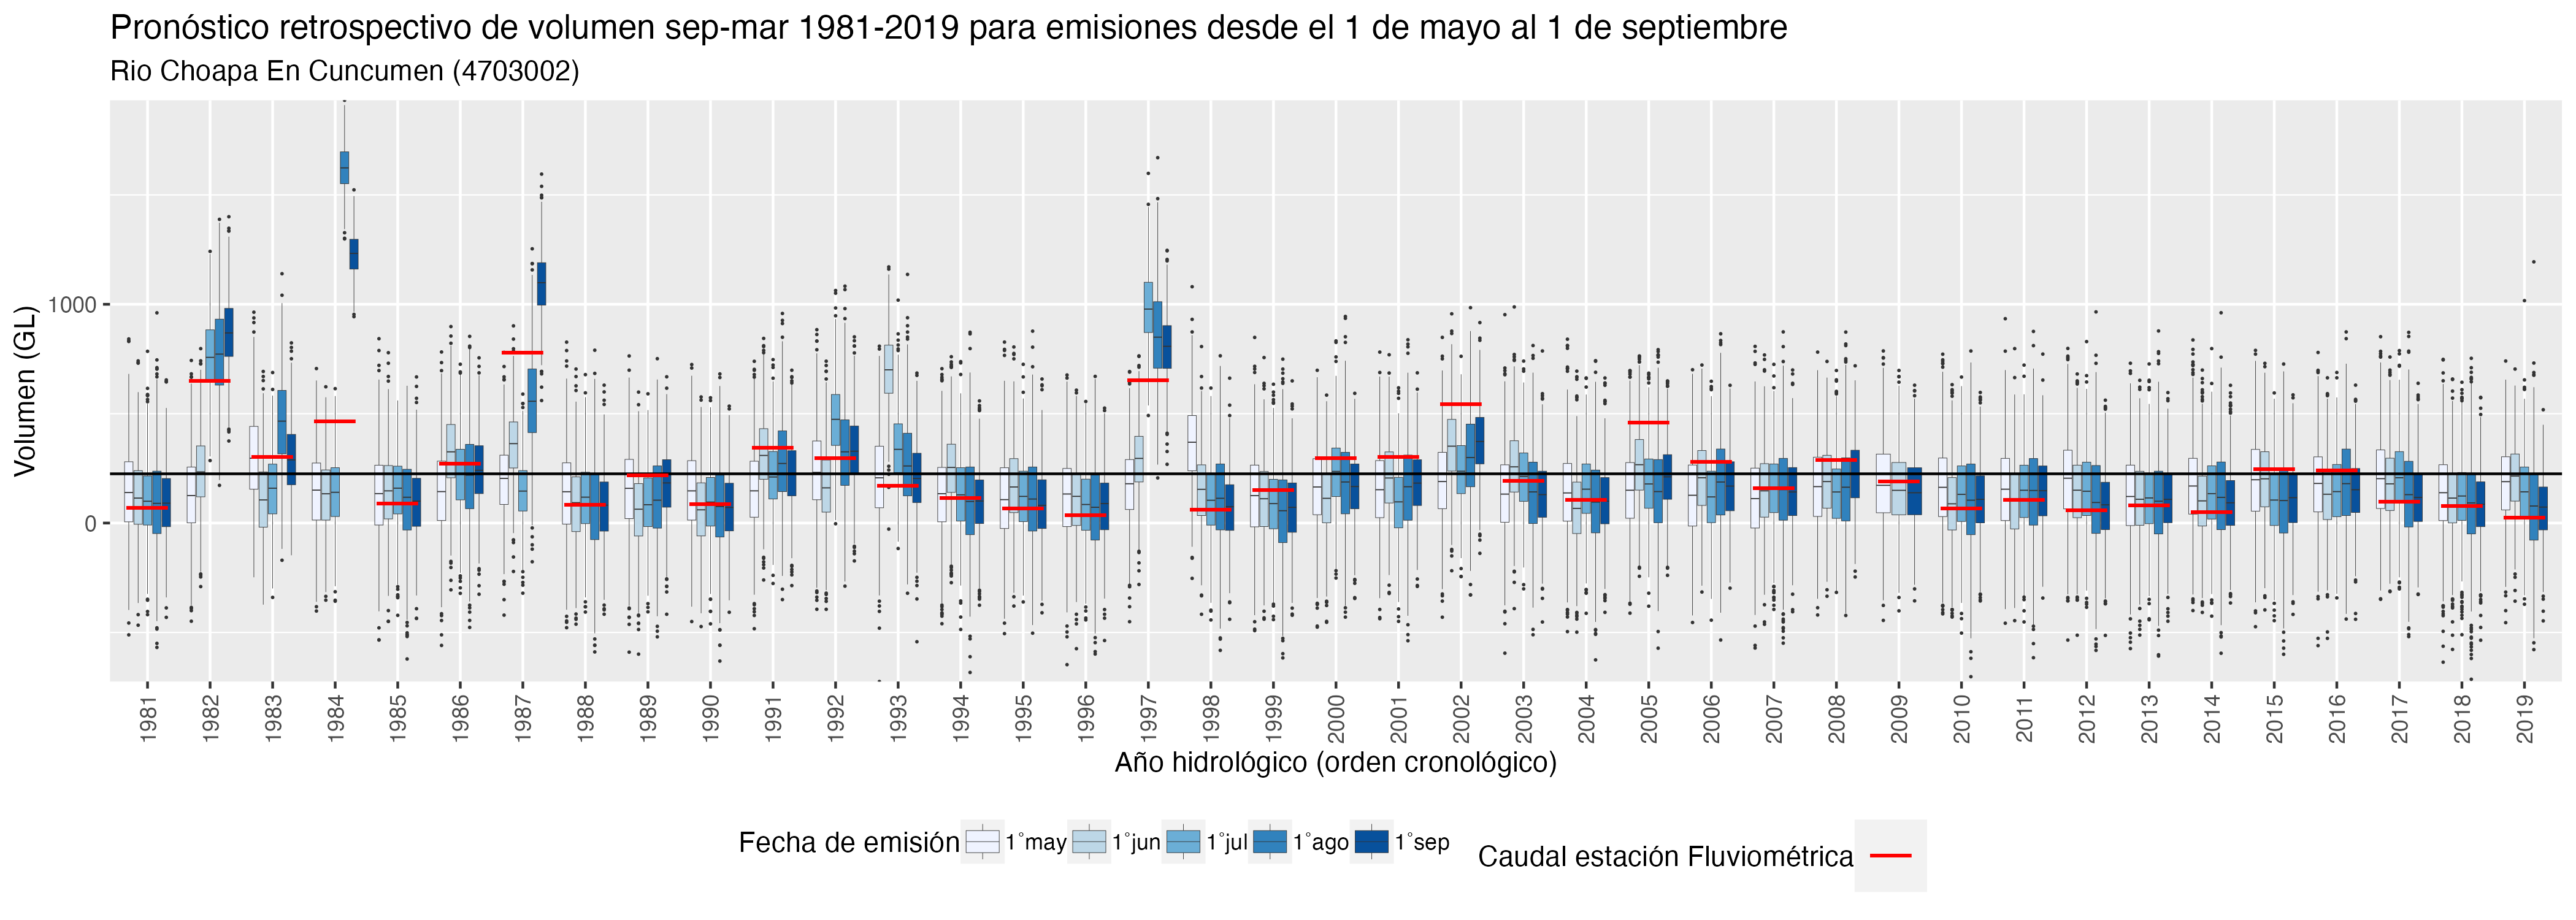 Pronóstico retrospectivo de volumen sep-mar 1981-2019 para emisiones desde el 1 de mayo al 1 de septiembre
Rio Choapa En Cuncumen (4703002)
Volumen (GL)
1000
0
1981 1982 1983 1984 1985 1986 1987 1988 1989 1990 1991 1992 1993 1994 1995 1996 1997 1998 1999 2000 2001 2002 2003 2004 2005 2006 2007 2008 2009 2010 2011 2012 2013 2014 2015 2016 2017 2018 2019
Año hidrológico (orden cronológico)
Fecha de emisión 1°may 1°jun 1°jul 1°ago 1°sep Caudal estación Fluviométrica